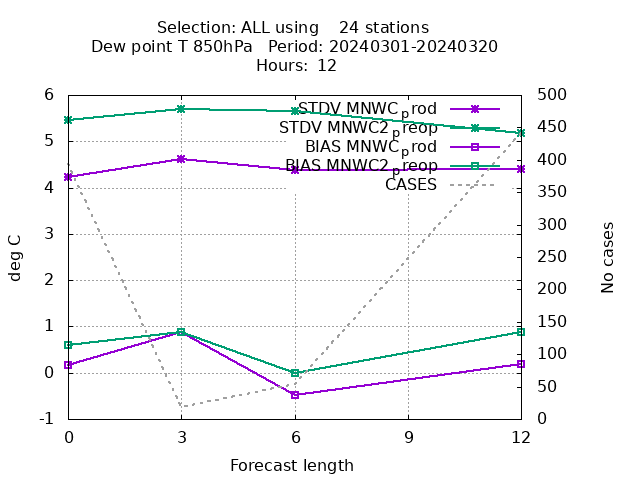 Selection: ALL using    24 stations
Dew point T 850hPa   Period: 20240301-20240320
Hours: 12
STDV MNWC_prod
STDV MNWC2_preop
BIAS MNWC_prod
BIAS MNWC2_preop
CASES
6
5
4
3
2
1
0
-1
500
450
400
350
300
250
200
150
100
50
0
deg C
No cases
0 3 6 9 12
Forecast length